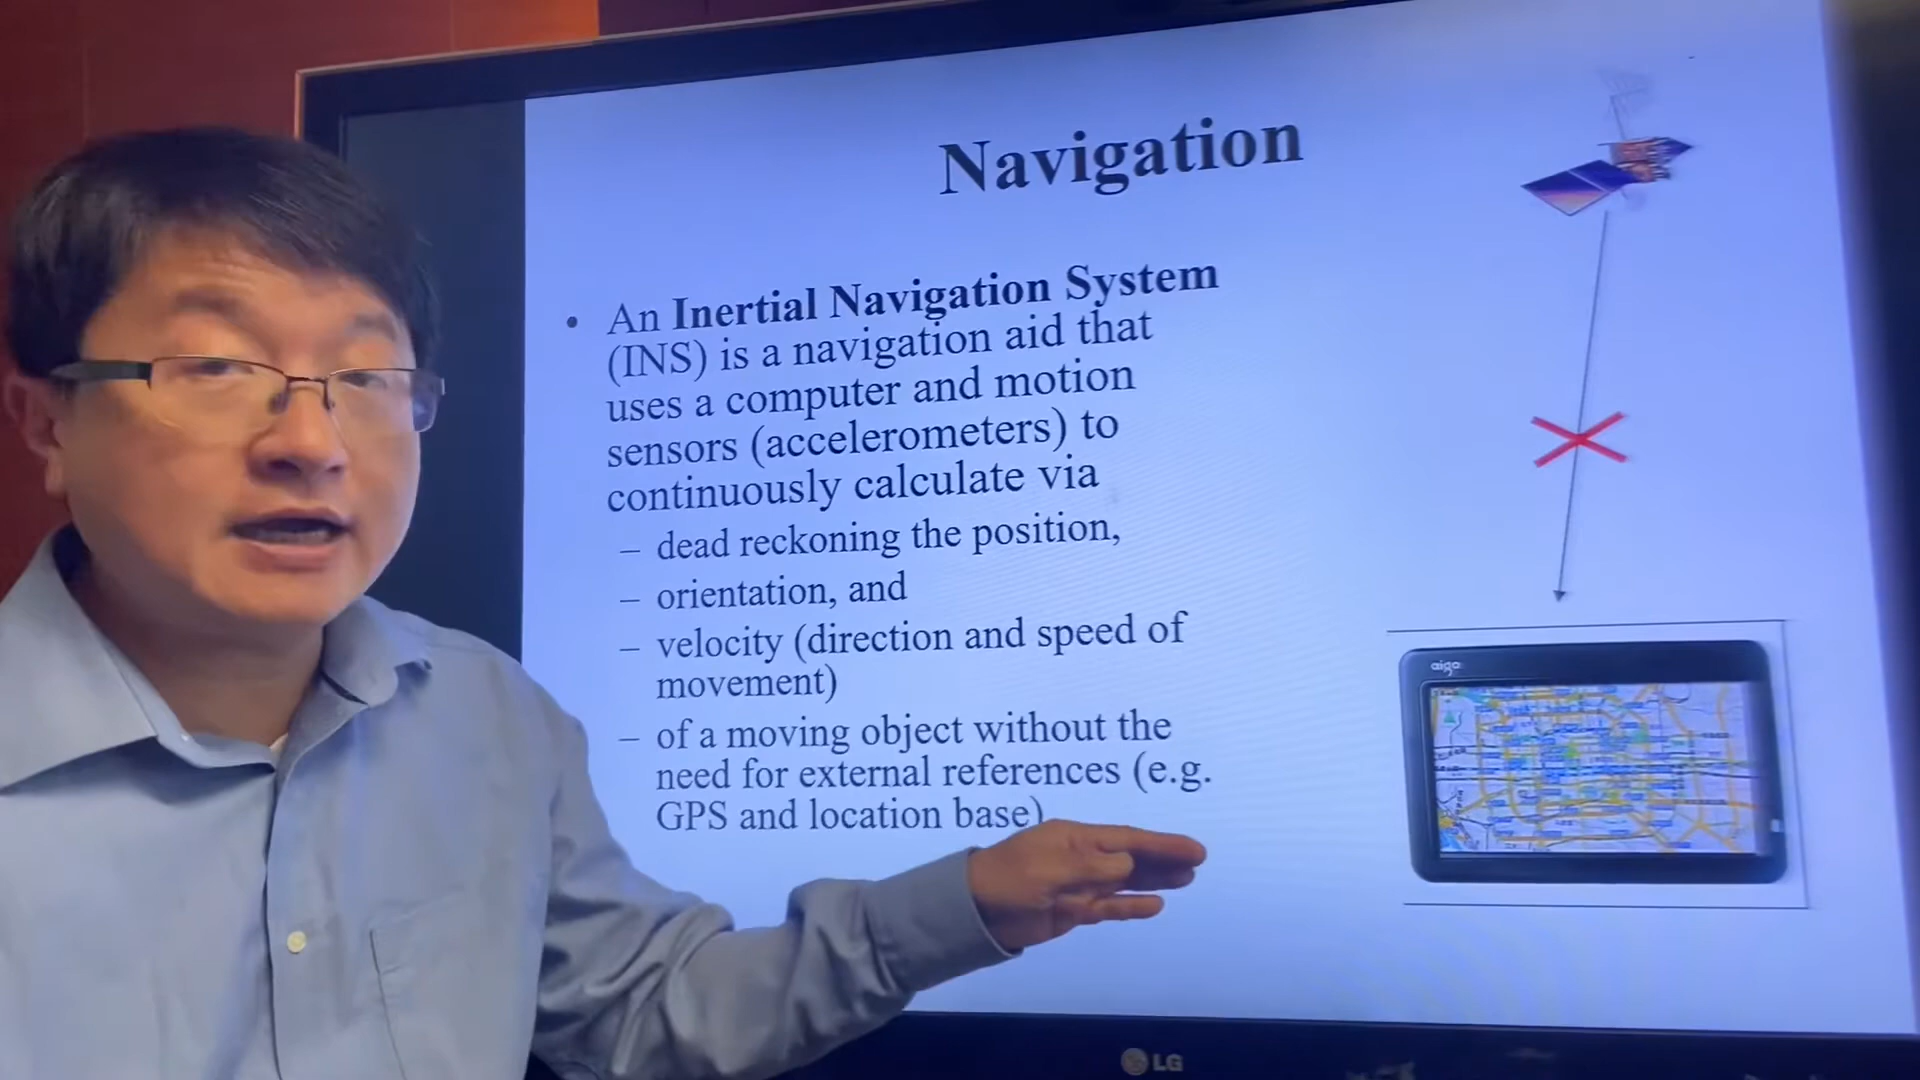 Navigation
• An Inertial Navigation System
(INS) is a navigation aid that
uses a computer and motion
sensors (accelerometers) to
continuously calculate via
– dead reckoning the position,
– orientation, and
– velocity (direction and speed of
movement)
– of a moving object without the
need for external references (e.g.
GPS and location base)
aigo
LG